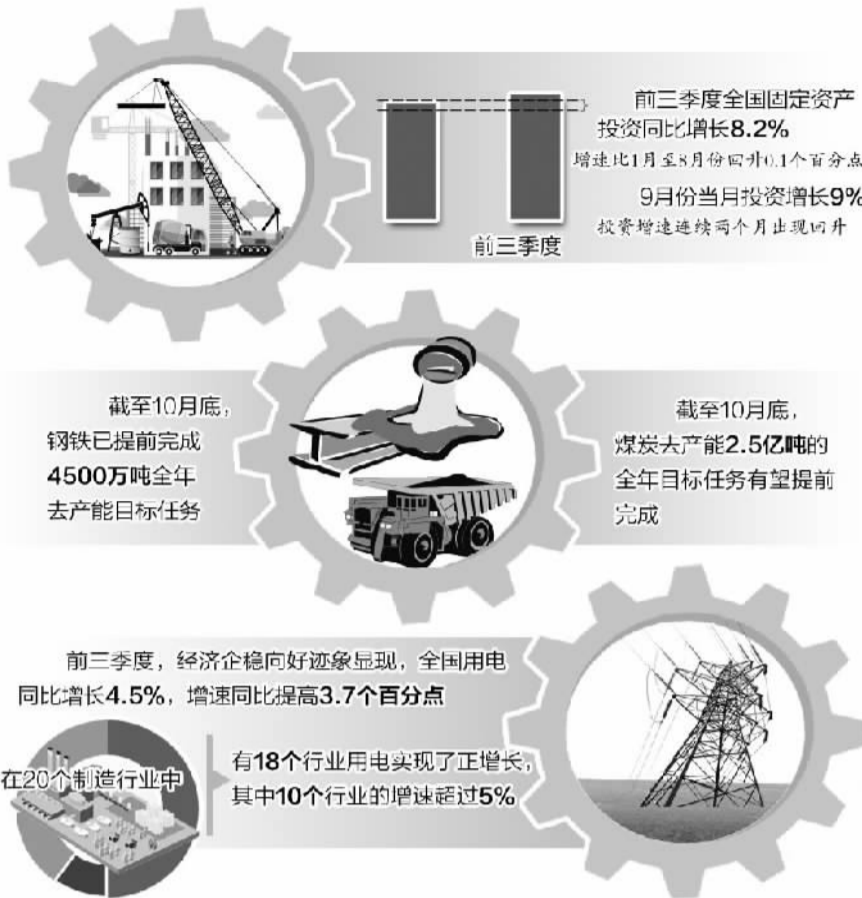 前三季度全国固定资产
投资同比增长8.2%
增速比1月至8月份回升0.1个百分点
9月份当月投资增长9%
投资增速连续两个月出现回升
前三季度
截至10月底，
钢铁已提前完成
4500万吨全年
去产能目标任务
截至10月底，
煤炭去产能2.5亿吨的
全年目标任务有望提前
完成
前三季度，经济企稳向好迹象显现，全国用电
同比增长4.5%，增速同比提高3.7个百分点
在20个制造行业中
有18个行业用电实现了正增长，
其中10个行业的增速超过5%